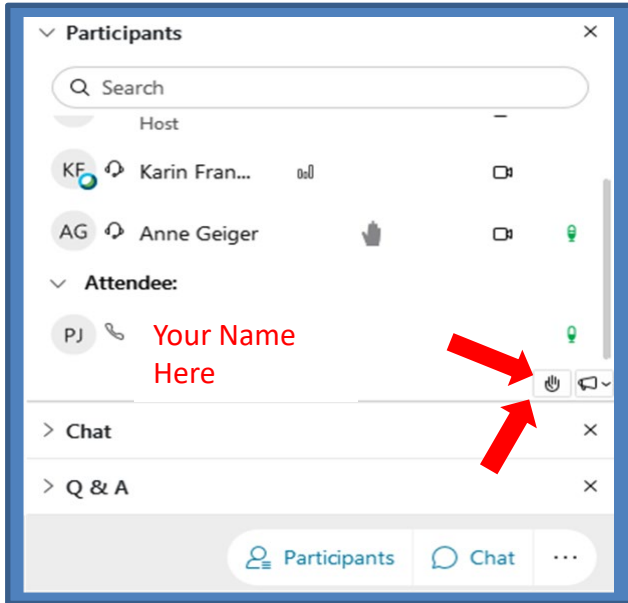 Participants
Search
Host
KF Karin Fran...
AG Anne Geiger
Attendee:
PJ Your Name
Here
Chat
Q & A
Participants Chat ...